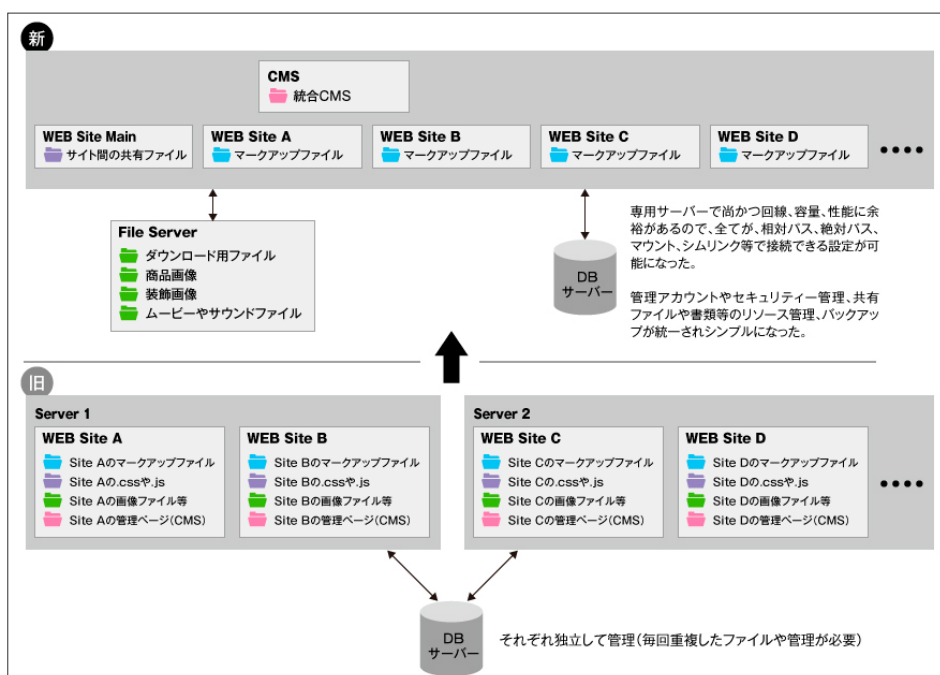 新
CMS
統合CMS
WEB Site Main
サイト間の共有ファイル
WEB Site A
マークアップファイル
WEB Site B
マークアップファイル
WEB Site C
マークアップファイル
WEB Site D
マークアップファイル
File Server
ダウンロード用ファイル
商品画像
装飾画像
ムービーやサウンドファイル
DB
サーバー
専用サーバーで尚かつ回線、容量、性能に余
裕があるので、全てが、相対パス、絶対パス、
マウント、シムリンク等で接続できる設定が可
能になった。
管理アカウントやセキュリティー管理、共有
ファイルや書類等のリソース管理、バックアッ
プが統一されシンプルになった。
旧
Server 1
WEB Site A
Site Aのマークアップファイル
Site Aの.cssや.js
Site Aの画像ファイル等
Site Aの管理ページ(CMS)
WEB Site B
Site Bのマークアップファイル
Site Bの.cssや.js
Site Bの画像ファイル等
Site Bの管理ページ(CMS)
Server 2
WEB Site C
Site Cのマークアップファイル
Site Cの.cssや.js
Site Cの画像ファイル等
Site Cの管理ページ(CMS)
WEB Site D
Site Dのマークアップファイル
Site Dの.cssや.js
Site Dの画像ファイル等
Site Dの管理ページ(CMS)
DB
サーバー
それぞれ独立して管理(毎回重複したファイルや管理が必要)